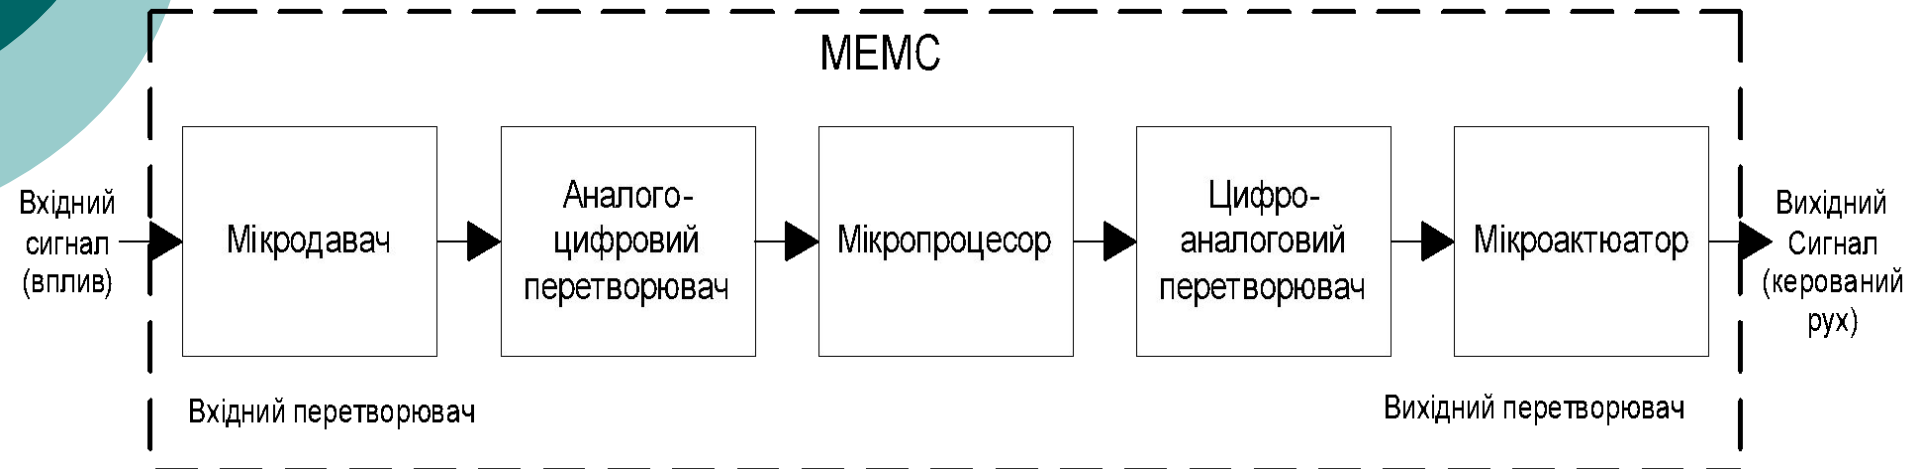 МЕМС
Вхідний
сигнал
(вплив)
Мікродавач
Аналого-
цифровий
перетворювач
Мікропроцесор
Цифро-
аналоговий
перетворювач
Мікроактюатор
Вихідний
Сигнал
(керований
рух)
Вхідний перетворювач
Вихідний перетворювач